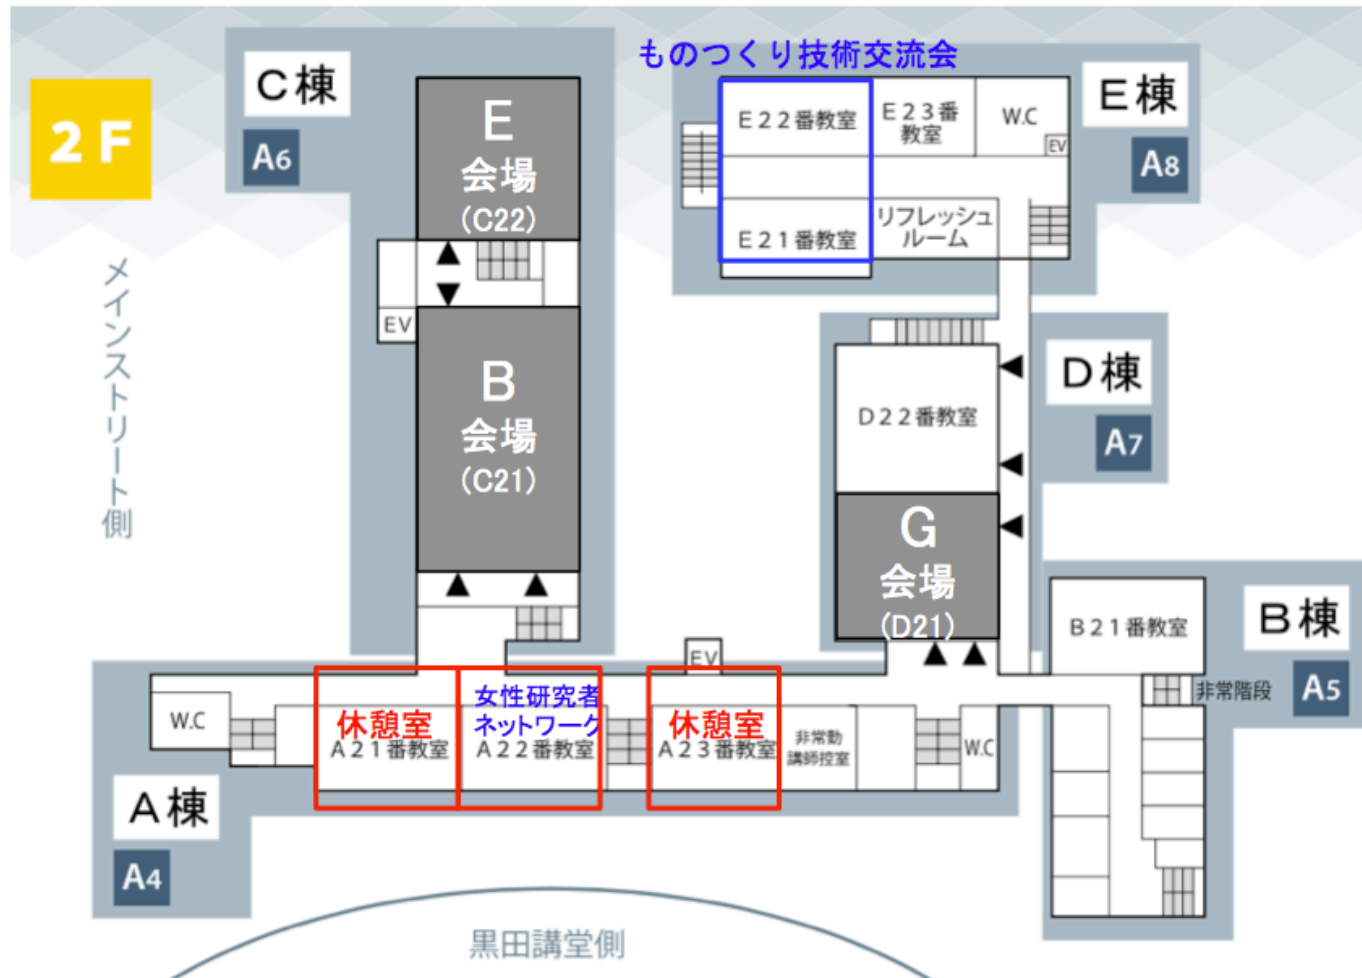 2F
メインストリート側
C棟
A6
E
会場
(C22)
EV
B
会場
(C21)
ものつくり技術交流会
E22番教室
E23番
教室
W.C
EV
E21番教室
リフレッシュ
ルーム
E棟
A8
D22番教室
D棟
A7
G
会場
(D21)
B21番教室
B棟
非常階段
A5
EV
W.C
休憩室
A21番教室
女性研究者
ネットワーク
A22番教室
休憩室
A23番教室
非常勤
講師控室
W.C
A棟
A4
黒田講堂側